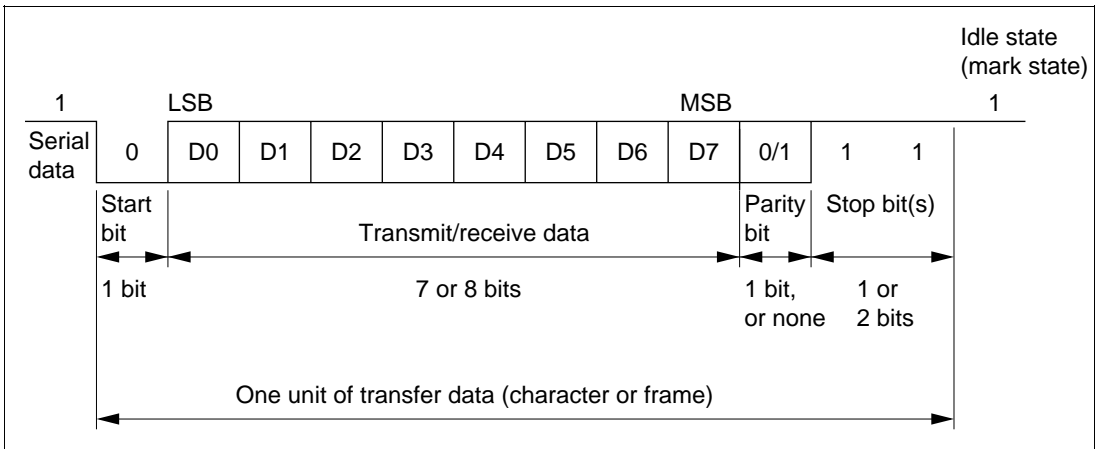 Idle state
(mark state)
1 LSB MSB 1
Serial
data
0 D0 D1 D2 D3 D4 D5 D6 D7 0/1 1 1
Start
bit
Transmit/receive data
Parity
bit
Stop bit(s)
1 bit
7 or 8 bits
1 bit,
or none
1 or
2 bits
One unit of transfer data (character or frame)